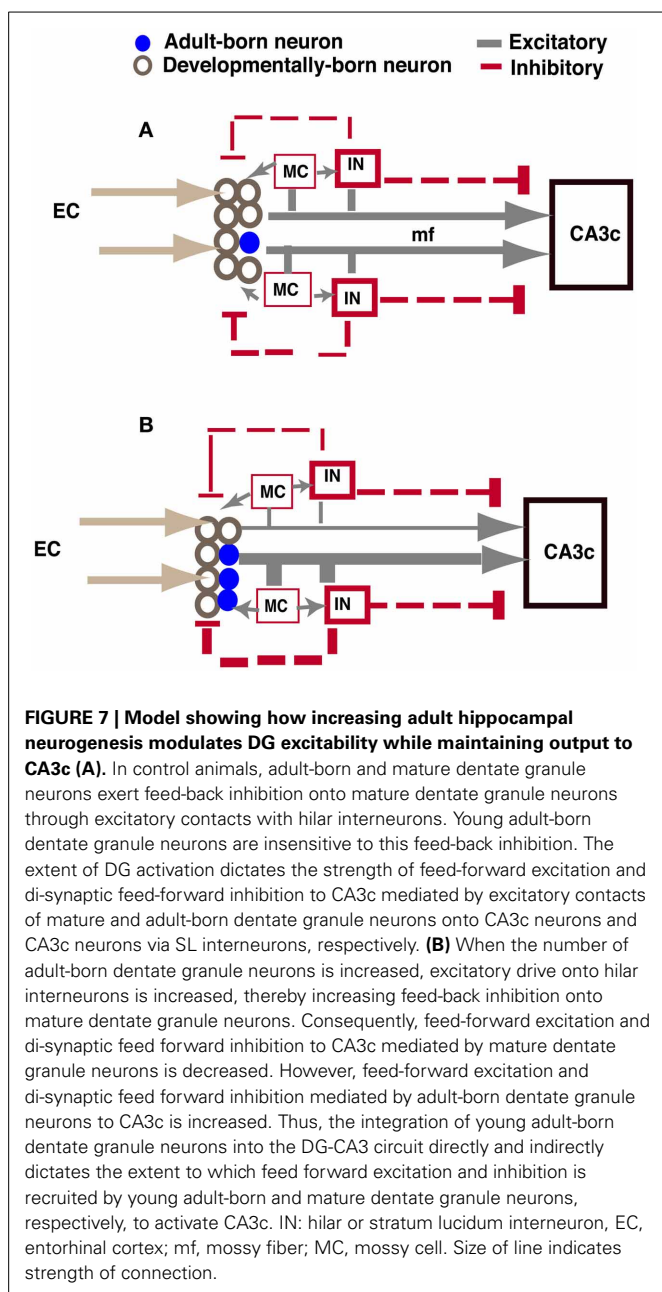 Adult-born neuron
Excitatory
Developmentally-born neuron
Inhibitory
A
IN
MC
EC
mf
CA3c
MC
IN
B
IN
MC
EC
CA3c
MC
IN
FIGURE 7 | Model showing how increasing adult hippocampal
neurogenesis modulates DG excitability while maintaining output to
CA3c (A). In control animals, adult-born and mature dentate granule
neurons exert feed-back inhibition onto mature dentate granule neurons
through excitatory contacts with hilar interneurons. Young adult-born
dentate granule neurons are insensitive to this feed-back inhibition. The
extent of DG activation dictates the strength of feed-forward excitation and
di-synaptic feed-forward inhibition to CA3c mediated by excitatory contacts
of mature and adult-born dentate granule neurons onto CA3c neurons and
CA3c neurons via SL interneurons, respectively. (B) When the number of
adult-born dentate granule neurons is increased, excitatory drive onto hilar
interneurons is increased, thereby increasing feed-back inhibition onto
mature dentate granule neurons. Consequently, feed-forward excitation and
di-synaptic feed forward inhibition to CA3c mediated by mature dentate
granule neurons is decreased. However, feed-forward excitation and
di-synaptic feed forward inhibition mediated by adult-born dentate granule
neurons to CA3c is increased. Thus, the integration of young adult-born
dentate granule neurons into the DG-CA3 circuit directly and indirectly
dictates the extent to which feed forward excitation and inhibition is
recruited by young adult-born and mature dentate granule neurons,
respectively, to activate CA3c. IN: hilar or stratum lucidum interneuron, EC,
entorhinal cortex; mf, mossy fiber; MC, mossy cell. Size of line indicates
strength of connection.